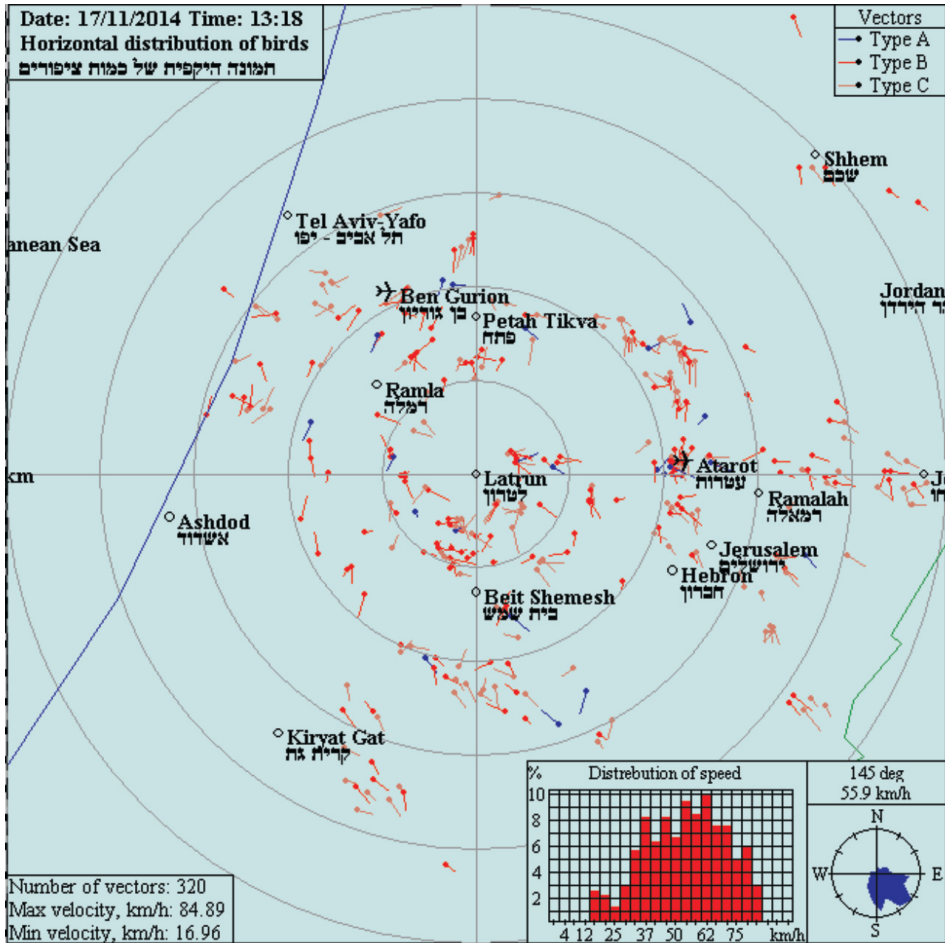 Date: 17/11/2014 Time: 13:18
Horizontal distribution of birds
תמונה היקפית של כמות ציפורים
Vectors
Type A
Type B
Type C
Shhem
שכם
Tel Aviv-Yafo
תל אביב - יפו
anean Sea
Ben Gurion
בן גוריון
Jordan
Petah Tikva
פתח
Ramla
רמלה
km
Latrun
לטרון
Atarot
עטרות
Ramalah
רמאלה
Ashdod
אשדוד
Jerusalem
ירושלים
Hebron
חברון
Beit Shemesh
בית שמש
Kiryat Gat
קרית גת
% Distrebution of speed
10
8
6
4
2
4 12 25 37 50 62 75 km/h
145 deg
55.9 km/h
N
W E
S
Number of vectors: 320
Max velocity, km/h: 84.89
Min velocity, km/h: 16.96